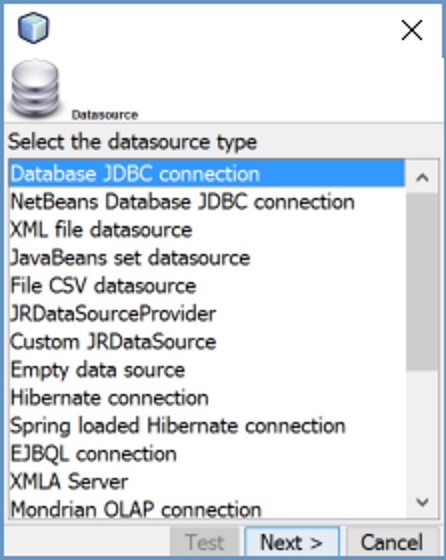 Datasource
Select the datasource type
Database JDBC connection
NetBeans Database JDBC connection
XML file datasource
JavaBeans set datasource
File CSV datasource
JRDataSourceProvider
Custom JRDataSource
Empty data source
Hibernate connection
Spring loaded Hibernate connection
EJBQL connection
XMLA Server
Mondrian OLAP connection
Test Next > Cancel